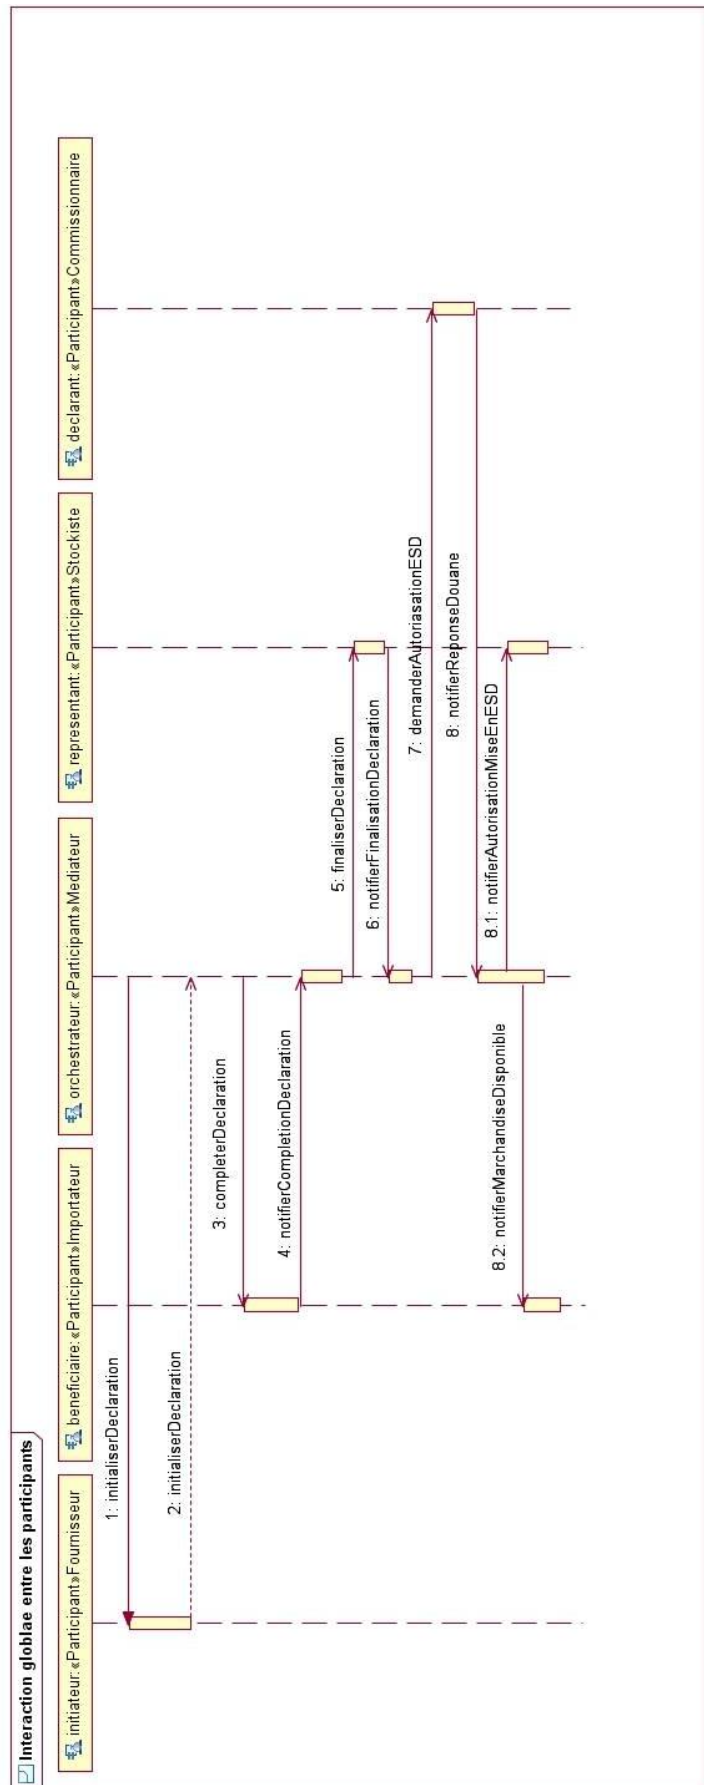 Interaction globlae entre les participants
initiateur:«Participant»Fournisseur
beneficiaire: «Participant»Importateur
orchestrateur:«Participant»Mediateur
representant: «Participant»Stockiste
declarant: «Participant»Commissionnaire
1: initialiserDeclaration
2: initialiserDeclaration
3: completerDeclaration
4: notifierCompletionDeclaration
5: finaliserDeclaration
6: notifierFinalisationDeclaration
7: demanderAutoriasationESD
8: notifierReponseDouane
8.1: notifierAutorisationMiseEnESD
8.2: notifierMarchandiseDisponible